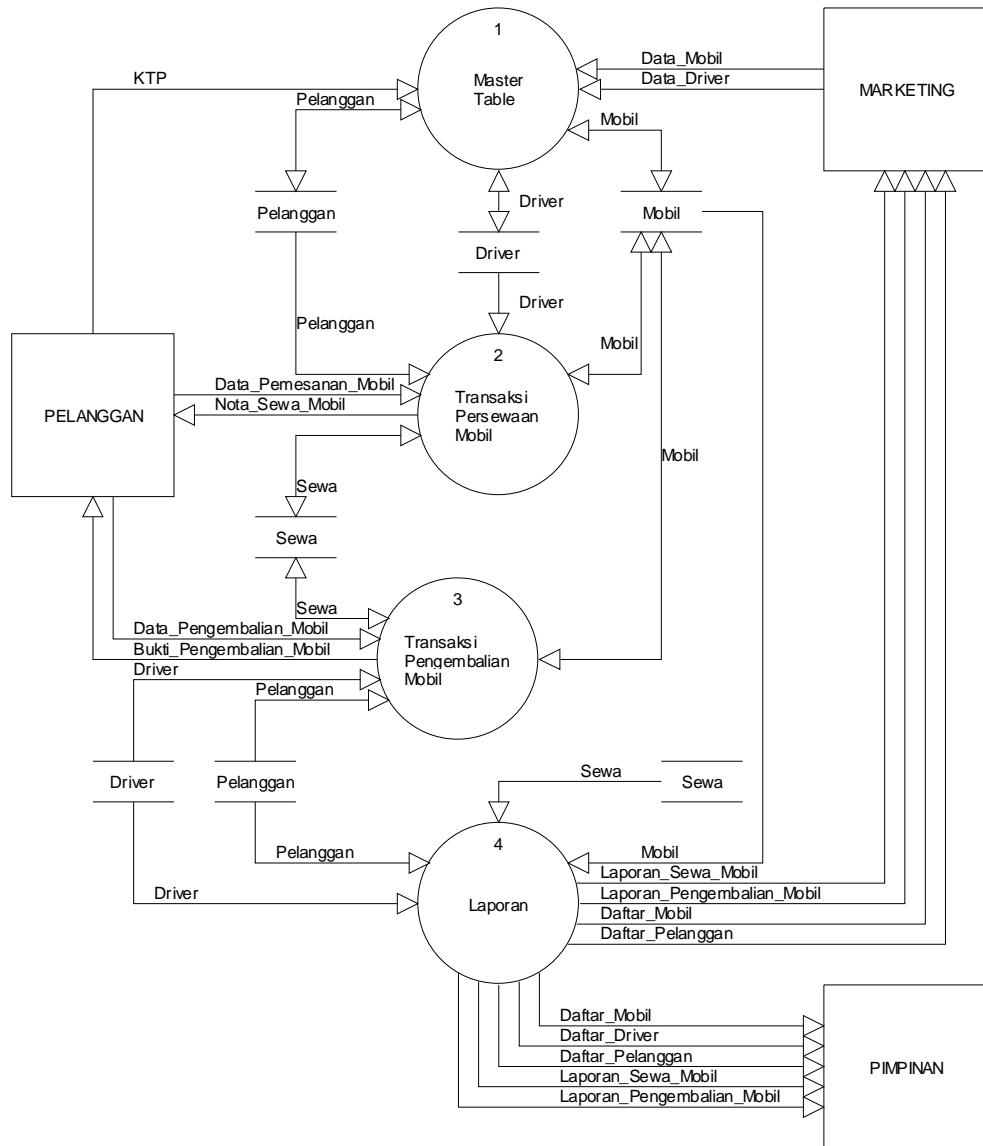 1
Master
Table
KTP
Pelanggan
Data_Mobil
Data_Driver
MARKETING
Mobil
Driver
Pelanggan
Mobil
Driver
Driver
Pelanggan
Mobil
2
Transaksi
Persewaan
Mobil
PELANGGAN
Data_Pemesanan_Mobil
Nota_Sewa_Mobil
Mobil
Sewa
Sewa
Sewa
3
Transaksi
Pengembalian
Mobil
Data_Pengembalian_Mobil
Bukti_Pengembalian_Mobil
Driver
Pelanggan
Driver
Pelanggan
Sewa
Sewa
4
Laporan
Pelanggan
Driver
Mobil
Laporan_Sewa_Mobil
Laporan_Pengembalian_Mobil
Daftar_Mobil
Daftar_Pelanggan
Daftar_Mobil
Daftar_Driver
Daftar_Pelanggan
Laporan_Sewa_Mobil
Laporan_Pengembalian_Mobil
PIMPINAN